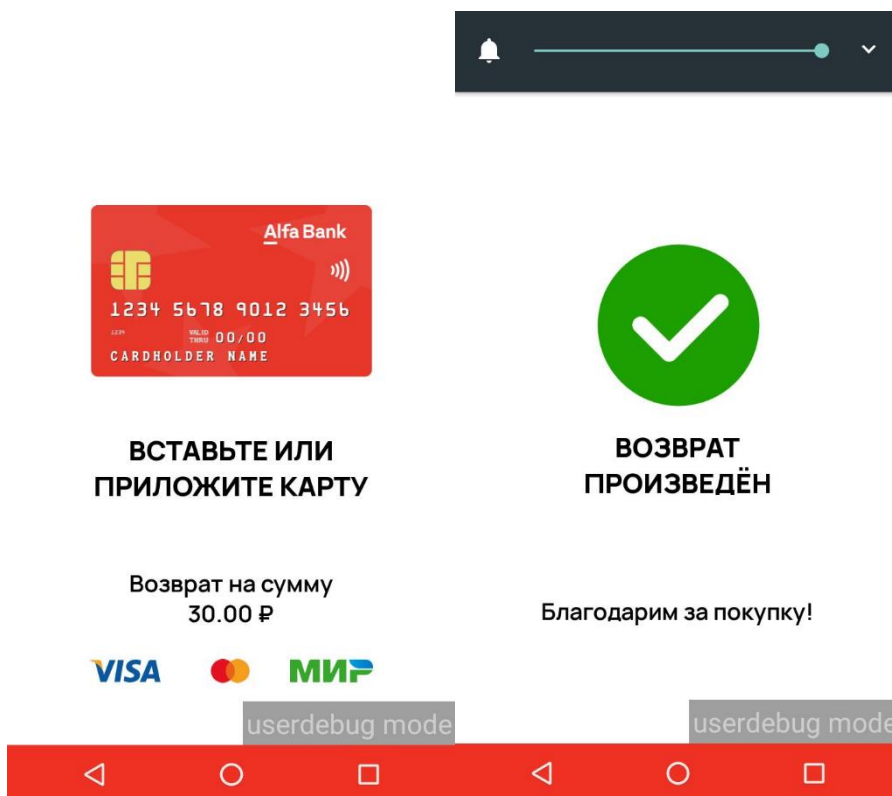 Alfa Bank
1234 5678 9012 3456
1234
VALID
THRU 00/00
CARDHOLDER NAME
ВСТАВЬТЕ ИЛИ
ПРИЛОЖИТЕ КАРТУ
Возврат на сумму
30.00 ₽
VISA
МИР
userdebug mode
ВОЗВРАТ
ПРОИЗВЕДЁН
Благодарим за покупку!
userdebug mode